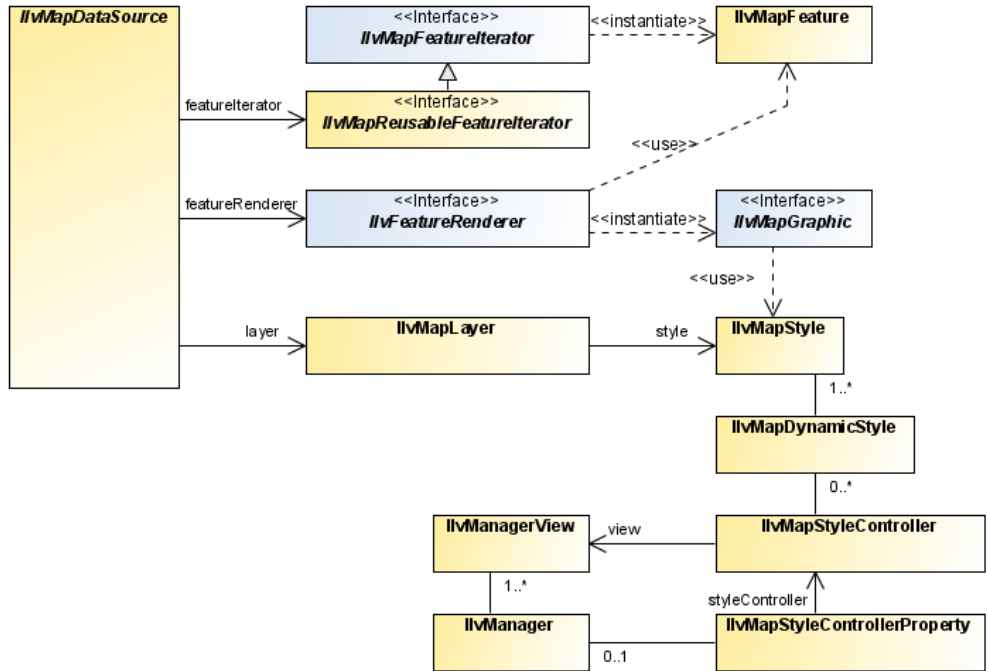 IlvMapDataSource
<<Interface>>
IlvMapFeatureIterator
<<instantiate>>
IlvMapFeature
featureIterator
<<Interface>>
IlvMapReusableFeatureIterator
<<use>>
featureRenderer
<<Interface>>
IlvFeatureRenderer
<<instantiate>>
<<Interface>>
IlvMapGraphic
<<use>>
layer
IlvMapLayer
style
IlvMapStyle
1..*
IlvMapDynamicStyle
0..*
IlvManagerView
view
IlvMapStyleController
1..*
styleController
IlvManager
0..1
IlvMapStyleControllerProperty